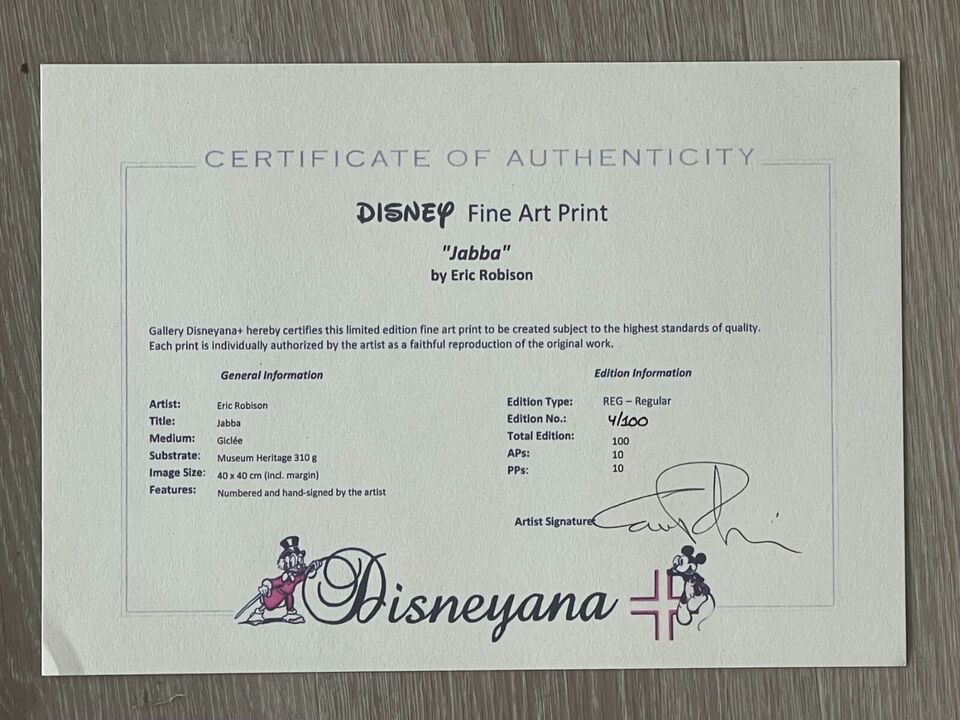 CERTIFICATE OF AUTHENTICITY
DISNEY Fine Art Print
"Jabba"
by Eric Robison
Gallery Disneyana+ hereby certifies this limited edition fine art print to be created subject to the highest standards of quality.
Each print is individually authorized by the artist as a faithful reproduction of the original work.
General Information
Artist: Eric Robison
Title: Jabba
Medium: Giclée
Substrate: Museum Heritage 310 g
Image Size: 40 x 40 cm (incl. margin)
Features: Numbered and hand-signed by the artist
Edition Information
Edition Type: REG – Regular
Edition No.: 4/100
Total Edition: 100
APs: 10
PPs: 10
Artist Signature
Disneyana